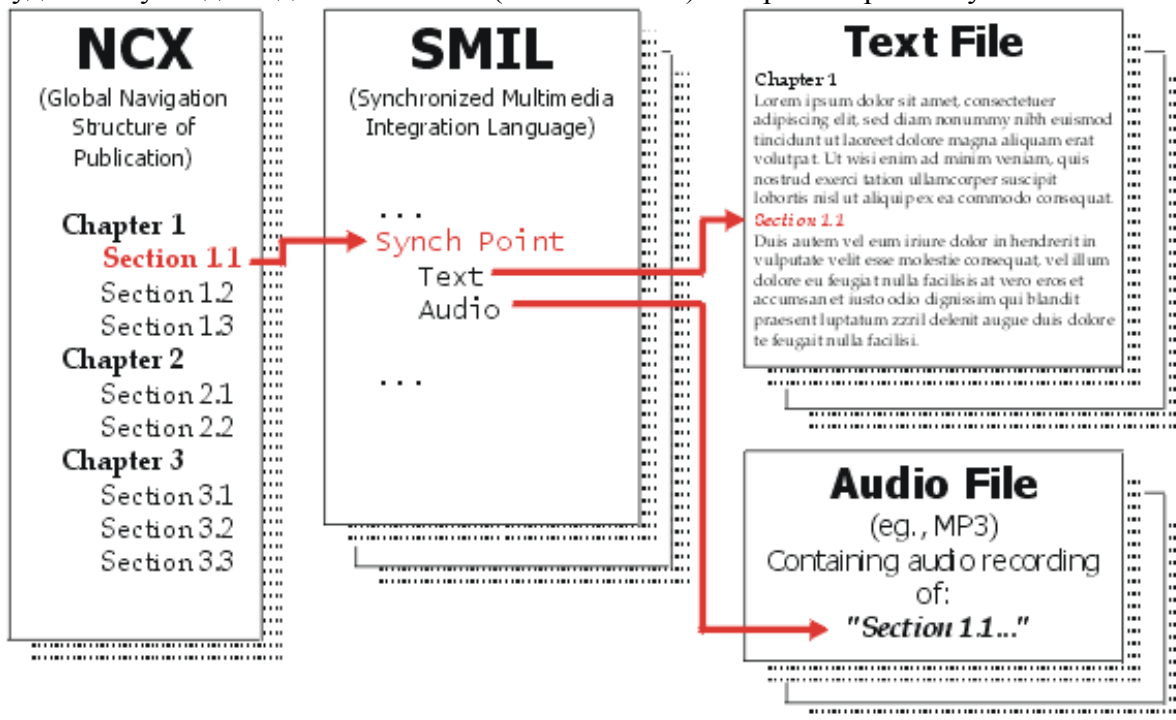 NCX
(Global Navigation
Structure of
Publication)
Chapter 1
Section 1.1
Section 1.2
Section 1.3
Chapter 2
Section 2.1
Section 2.2
Chapter 3
Section 3.1
Section 3.2
Section 3.3
SMIL
(Synchronized Multimedia
Integration Language)
...
Synch Point
Text
Audio
...
Text File
Chapter 1
Lorem ipsum dolor sit amet, consectetuer
adipiscing elit, sed diam nonummy nibh euismod
tincidunt ut laoreet dolore magna aliquam erat
volutpat. Ut wisi enim ad minim veniam, quis
nostrud exerci tation ullamcorper suscipit
lobortis nisl ut aliquip ex ea commodo consequat.
Section 1.1
Duis autem vel eum iriure dolor in hendrerit in
vulputate velit esse molestie consequat, vel illum
dolore eu feugiat nulla facilisis at vero eros et
accumsan et iusto odio dignissim qui blandit
praesent luptatum zzril delenit augue duis dolore
te feugait nulla facilisi.
Audio File
(eg., MP3)
Containing audio recording
of:
"Section 1.1..."